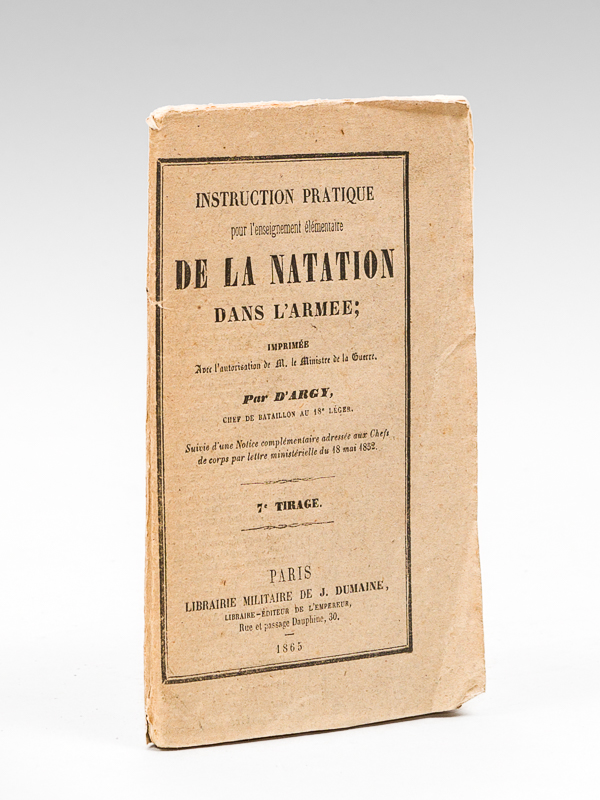 INSTRUCTION PRATIQUE
pour l'enseignement élémentaire
DE LA NATATION
DANS L'ARMEE;
IMPRIMÉE
Avec l'autorisation de M. le Ministre de la Guerre.
Par D'ARGY,
CHEF DE BATAILLON AU 18e LÉGER.
Suivie d'une Notice complémentaire adressée aux Chefs
de corps par lettre ministérielle du 18 mai 1852.
7e TIRAGE.
PARIS
LIBRAIRIE MILITAIRE DE J. DUMAINE,
LIBRAIRE-ÉDITEUR DE L'EMPEREUR,
Rue et passage Dauphine, 30.
1865